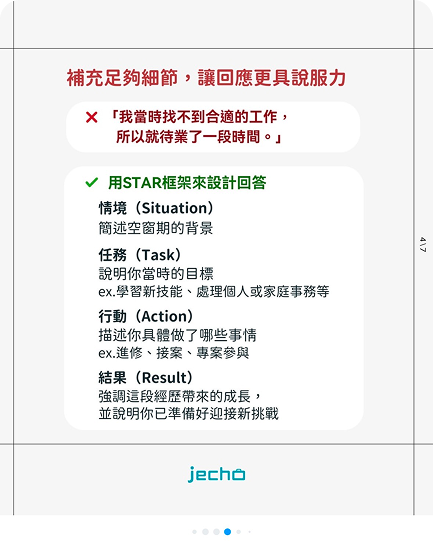 補充足夠細節，讓回應更具說服力
「我當時找不到合適的工作，
所以就待業了一段時間。」
用STAR框架來設計回答
情境（Situation）
簡述空窗期的背景
任務（Task）
說明你當時的目標
ex.學習新技能、處理個人或家庭事務等
行動（Action）
描述你具體做了哪些事情
ex.進修、接案、專案參與
結果（Result）
強調這段經歷帶來的成長，
並說明你已準備好迎接新挑戰
4\7
jecho